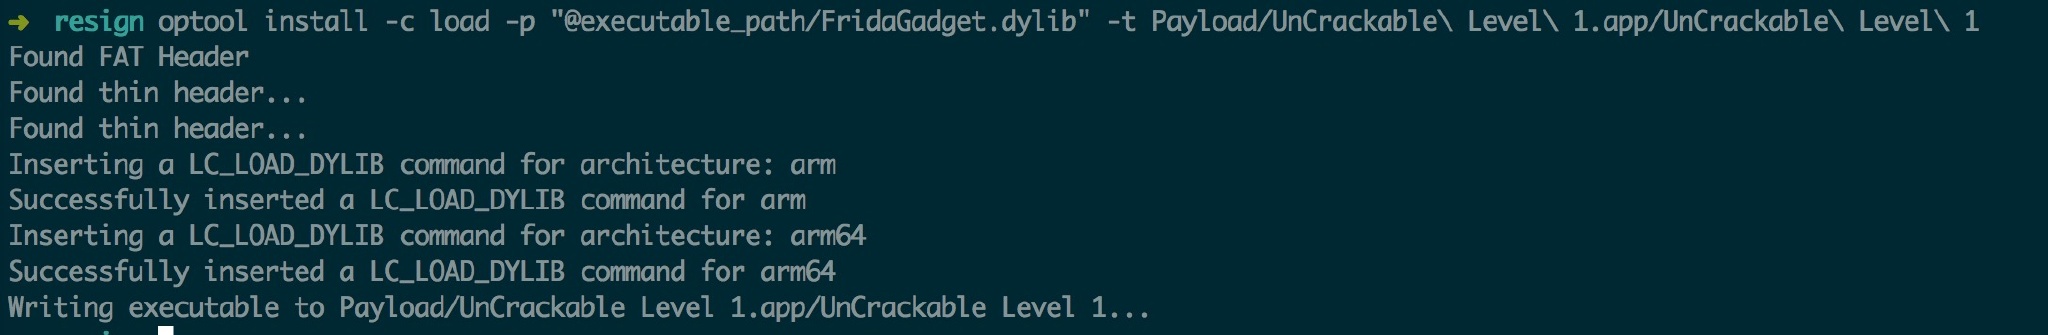 → resign optool install -c load -p "@executable_path/FridaGadget.dylib" -t Payload/UnCrackable\ Level\ 1.app/UnCrackable\ Level\ 1
Found FAT Header
Found thin header...
Found thin header...
Inserting a LC_LOAD_DYLIB command for architecture: arm
Successfully inserted a LC_LOAD_DYLIB command for arm
Inserting a LC_LOAD_DYLIB command for architecture: arm64
Successfully inserted a LC_LOAD_DYLIB command for arm64
Writing executable to Payload/UnCrackable Level 1.app/UnCrackable Level 1...